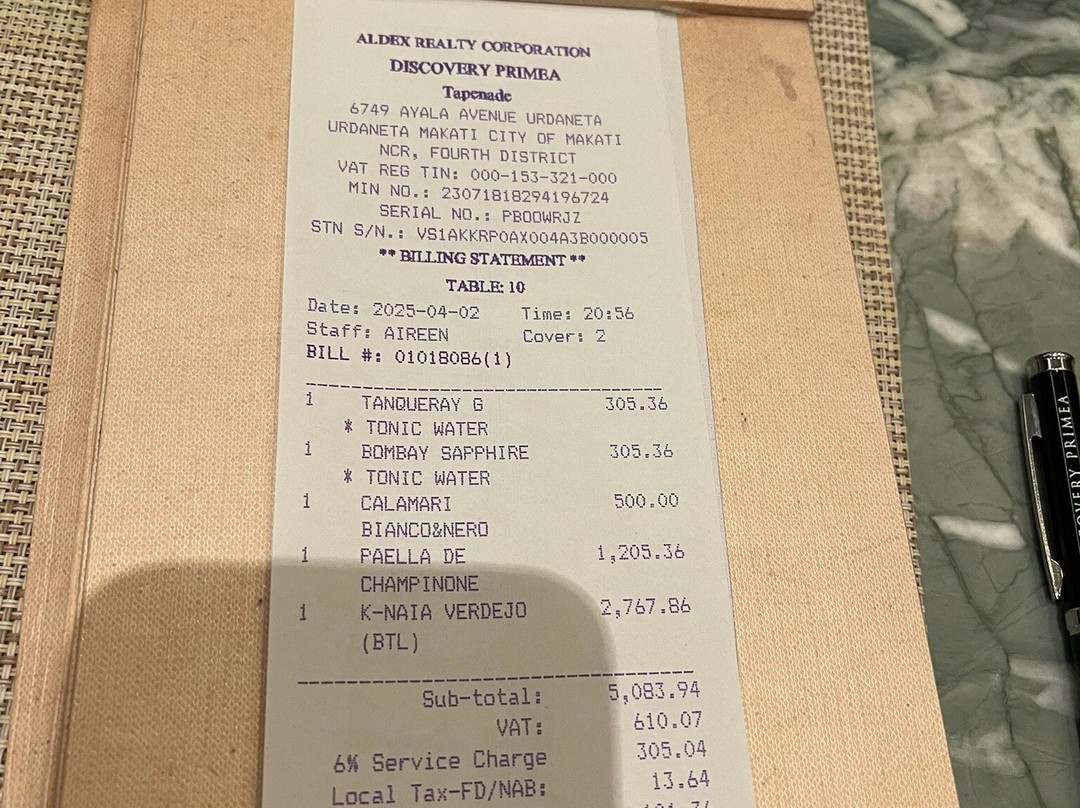 ALDEX REALTY CORPORATION
DISCOVERY PRIMEA
Tapenade
6749 AYALA AVENUE URDANETA
URDANETA MAKATI CITY OF MAKATI
NCR, FOURTH DISTRICT
VAT REG TIN: 000-153-321-000
MIN NO.: 23071818294196724
SERIAL NO.: PBOOWRJZ
STN S/N.: VS1AKKRPOAX004A3B000005
** BILLING STATEMENT **
TABLE: 10
Date: 2025-04-02 Time: 20:56
Staff: AIREEN Cover: 2
BILL #: 01018086(1)
1 TANQUERAY G 305.36
* TONIC WATER
1 BOMBAY SAPPHIRE 305.36
* TONIC WATER
1 CALAMARI 500.00
BIANCO&NERO
1 PAELLA DE 1,205.36
CHAMPINONE
1 K-NAIA VERDEJO 2,767.86
(BTL)
Sub-total: 5,083.94
VAT: 610.07
6% Service Charge 305.04
Local Tax-FD/NAB: 13.64
OVERY PRIMEA